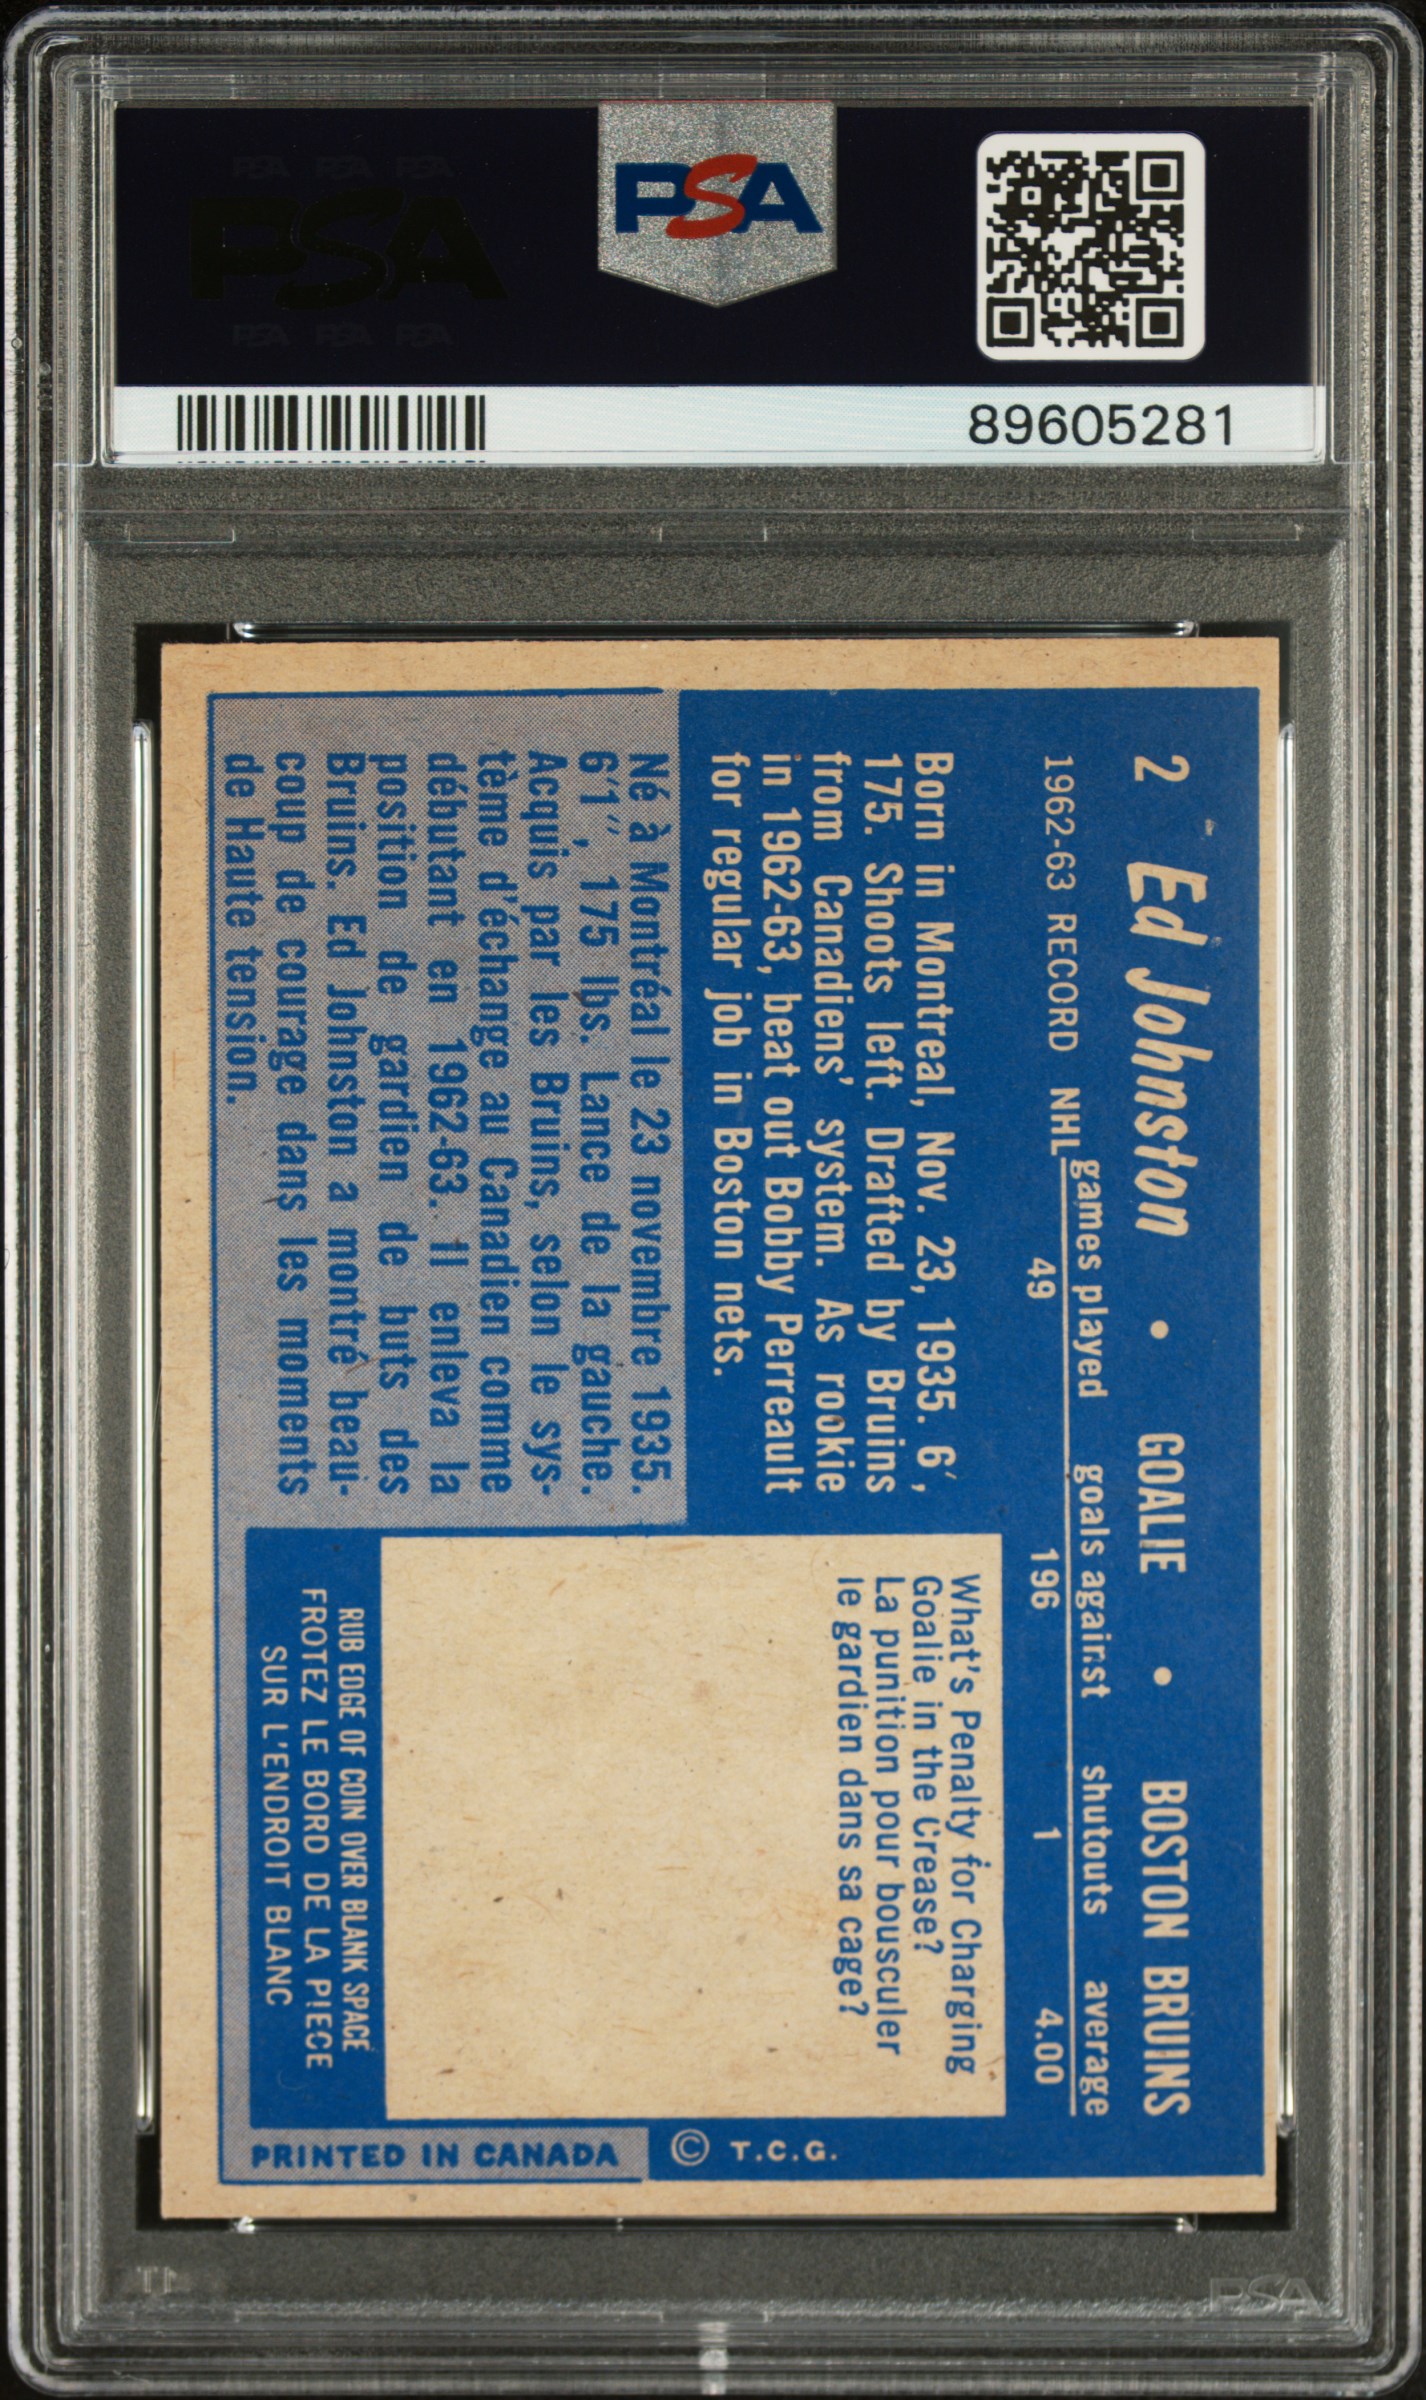 PSA
89605281
2 Ed Johnston • GOALIE • BOSTON BRUINS
games played goals against shutouts average
1962-63 RECORD NHL 49 196 1 4.00
Born in Montreal, Nov. 23, 1935. 6',
175. Shoots left. Drafted by Bruins
from Canadiens' system. As rookie
in 1962-63, beat out Bobby Perreault
for regular job in Boston nets.
Né à Montréal le 23 novembre 1935.
6'1", 175 lbs. Lance de la gauche.
Acquis par les Bruins, selon le sys-
tème d'échange au Canadien comme
débutant en 1962-63. Il enleva la
position de gardien de buts des
Bruins. Ed Johnston a montré beau-
coup de courage dans les moments
de Haute tension.
What's Penalty for Charging
Goalie in the Crease?
La punition pour bousculer
le gardien dans sa cage?
RUB EDGE OF COIN OVER BLANK SPACE
FROTEZ LE BORD DE LA PIECE
SUR L'ENDROIT BLANC
© T.C.G.
PRINTED IN CANADA
PSA
PSA PSA PSA
PSA
PSA PSA PSA